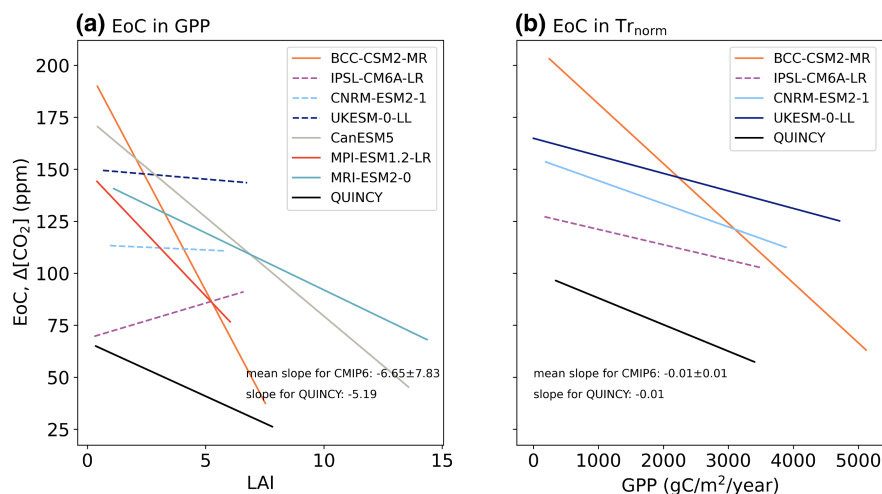 (a) EoC in GPP
BCC-CSM2-MR
IPSL-CM6A-LR
CNRM-ESM2-1
UKESM-0-LL
CanESM5
MPI-ESM1.2-LR
MRI-ESM2-0
QUINCY
mean slope for CMIP6: -6.65±7.83
slope for QUINCY: -5.19
EoC, Δ[CO₂] (ppm)
200
175
150
125
100
75
50
25
0
5
10
15
LAI
(b) EoC in Tr_norm
BCC-CSM2-MR
IPSL-CM6A-LR
CNRM-ESM2-1
UKESM-0-LL
QUINCY
mean slope for CMIP6: -0.01±0.01
slope for QUINCY: -0.01
0
1000
2000
3000
4000
5000
GPP (gC/m²/year)